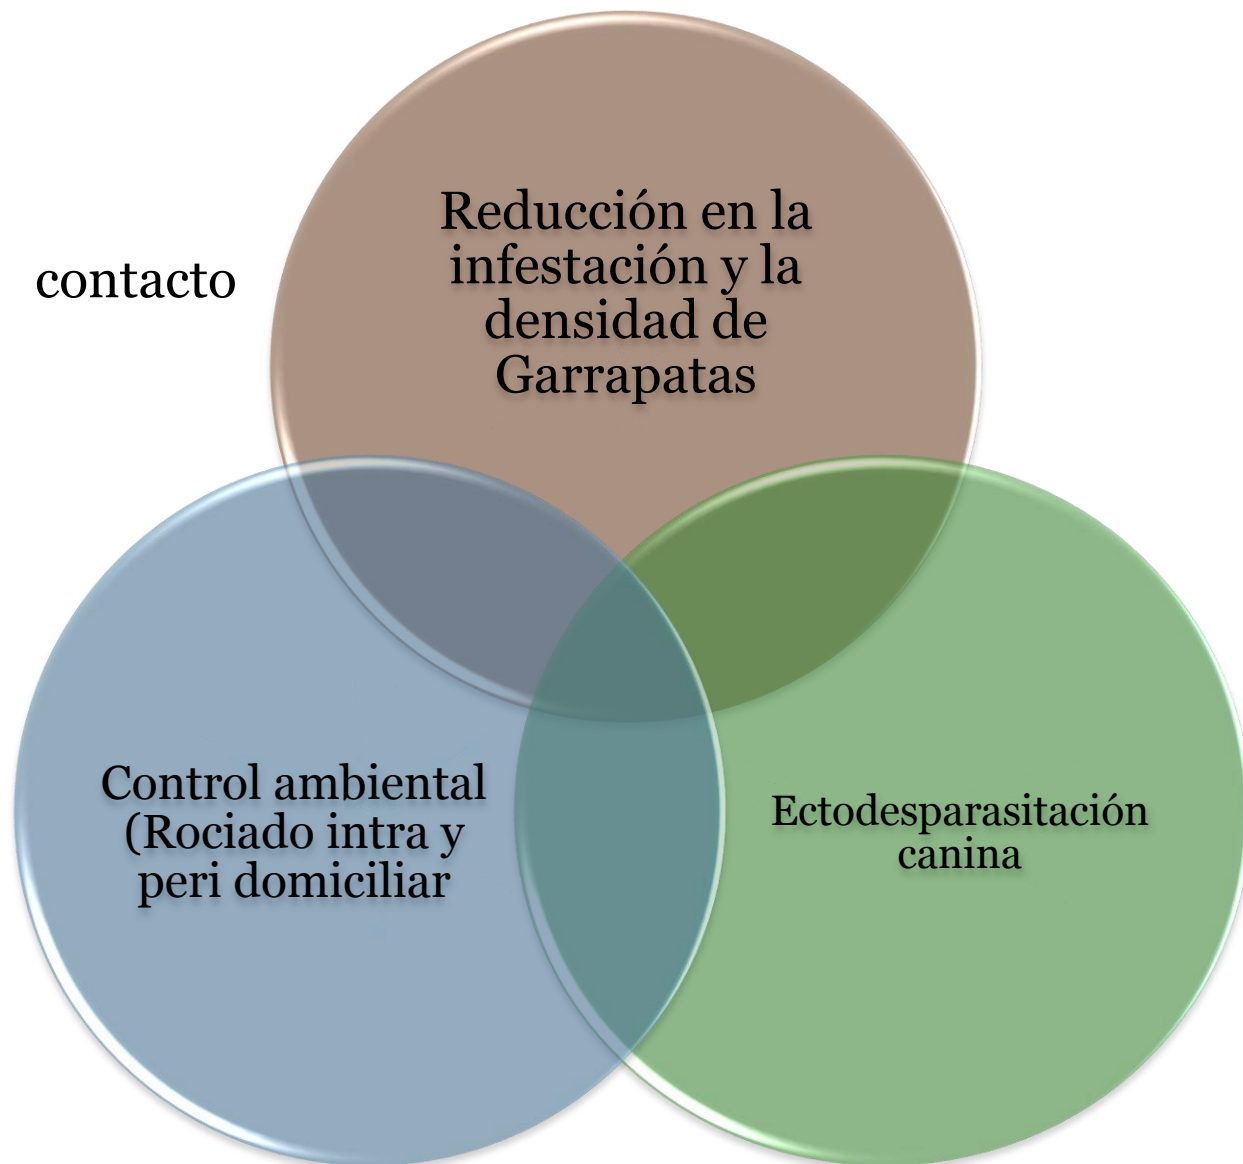 Reducción en la
infestación y la
densidad de
Garrapatas
contacto
Control ambiental
(Rociado intra y
peri domiciliar
Ectodesparasitación
canina